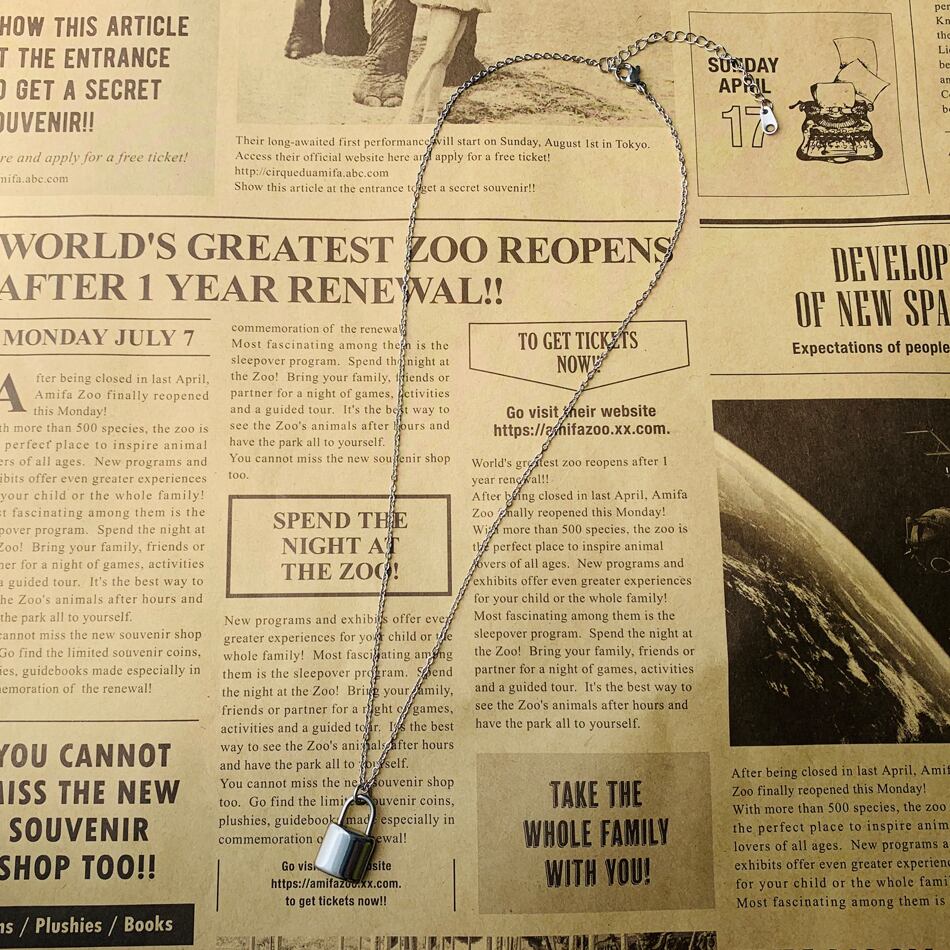 HOW THIS ARTICLE
T THE ENTRANCE
O GET A SECRET
OUVENIR!!
re and apply for a free ticket!
mifa.abc.com
Their long-awaited first performance will start on Sunday, August 1st in Tokyo.
Access their official website here and apply for a free ticket!
http://cirqueduamifa.abc.com
Show this article at the entrance to get a secret souvenir!!
SUNDAY
APRIL
17
WORLD'S GREATEST ZOO REOPENS
AFTER 1 YEAR RENEWAL!!
MONDAY JULY 7
A fter being closed in last April,
Amifa Zoo finally reopened
this Monday!
th more than 500 species, the zoo is
perfect place to inspire animal
ers of all ages. New programs and
ibits offer even greater experiences
your child or the whole family!
st fascinating among them is the
pover program. Spend the night at
Zoo! Bring your family, friends or
ner for a night of games, activities
a guided tour. It's the best way to
the Zoo's animals after hours and
the park all to yourself.
cannot miss the new souvenir shop
Go find the limited souvenir coins,
ies, guidebooks made especially in
emoration of the renewal!
YOU CANNOT
MISS THE NEW
SOUVENIR
SHOP TOO!!
ns / Plushies / Books
commemoration of the renewal
Most fascinating among them is the
sleepover program. Spend the night at
the Zoo! Bring your family, friends or
partner for a night of games, activities
and a guided tour. It's the best way to
see the Zoo's animals after hours and
have the park all to yourself.
You cannot miss the new souvenir shop
too.
SPEND THE
NIGHT AT
THE ZOO!
New programs and exhibits offer even
greater experiences for your child or the
whole family! Most fascinating among
them is the sleepover program. Spend
the night at the Zoo! Bring your family,
friends or partner for a night of games,
activities and a guided tour. It's the best
way to see the Zoo's animals after hours
and have the park all to yourself.
You cannot miss the new souvenir shop
too. Go find the limited souvenir coins,
plushies, guidebooks made especially in
commemoration of renewal!
Go visit website
https://amifazoo.xx.com.
to get tickets now!!
TO GET TICKETS
NOW!!
Go visit their website
https://amifazoo.xx.com.
World's greatest zoo reopens after 1
year renewal!!
After being closed in last April, Amifa
Zoo finally reopened this Monday!
With more than 500 species, the zoo is
the perfect place to inspire animal
lovers of all ages. New programs and
exhibits offer even greater experiences
for your child or the whole family!
Most fascinating among them is the
sleepover program. Spend the night at
the Zoo! Bring your family, friends or
partner for a night of games, activities
and a guided tour. It's the best way to
see the Zoo's animals after hours and
have the park all to yourself.
TAKE THE
WHOLE FAMILY
WITH YOU!
DEVELOP
OF NEW SPA
Expectations of people
After being closed in last April, Amif
Zoo finally reopened this Monday!
With more than 500 species, the zoo
the perfect place to inspire anim
lovers of all ages. New programs a
exhibits offer even greater experienc
for your child or the whole fami
Most fascinating among them is